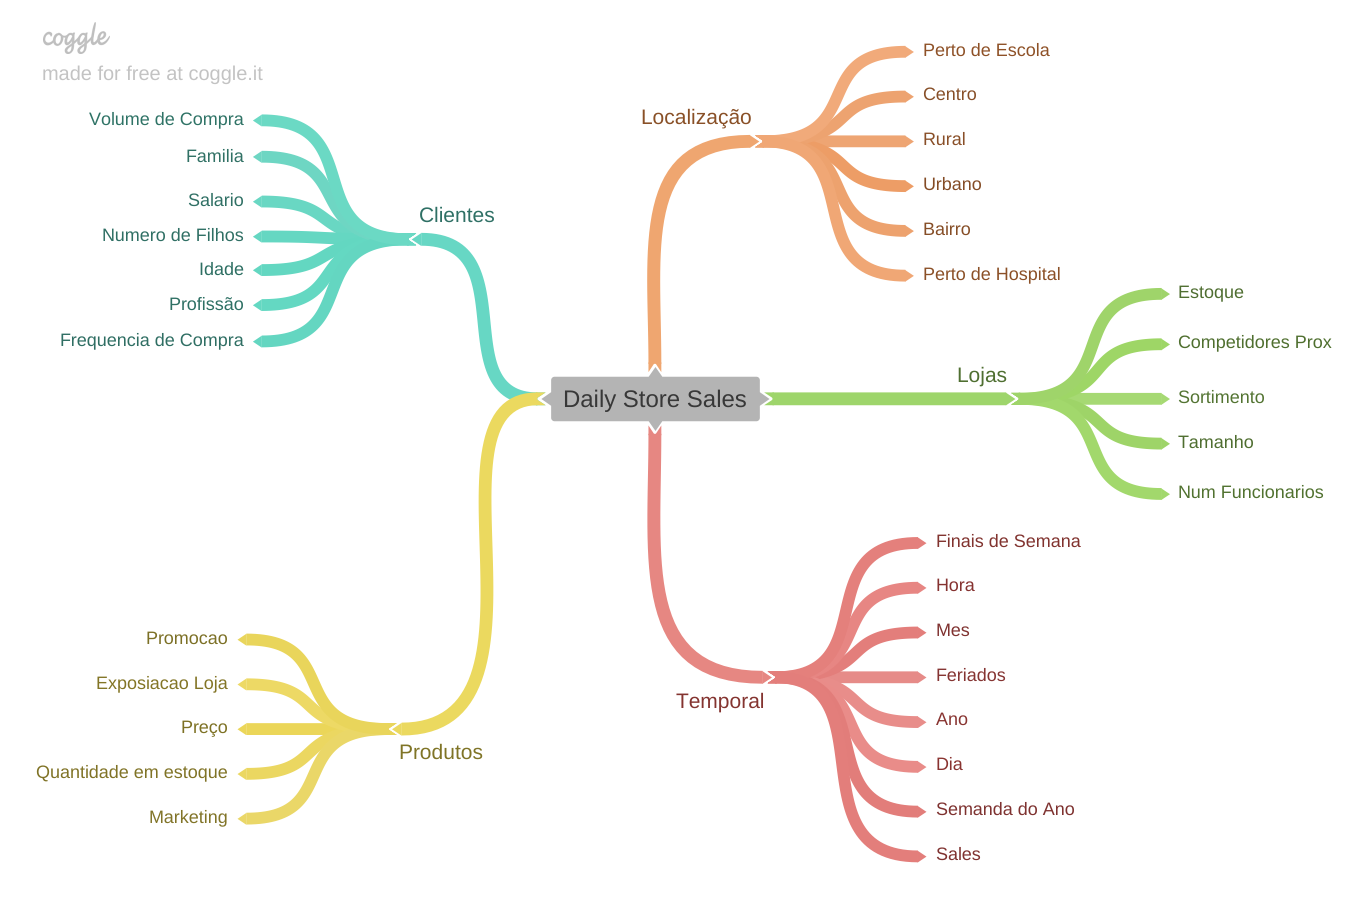 coggle
made for free at coggle.it
Volume de Compra
Familia
Salario
Numero de Filhos
Idade
Profissão
Frequencia de Compra
Clientes
Localização
Perto de Escola
Centro
Rural
Urbano
Bairro
Perto de Hospital
Daily Store Sales
Lojas
Estoque
Competidores Prox
Sortimento
Tamanho
Num Funcionarios
Promocao
Exposiacao Loja
Preço
Quantidade em estoque
Marketing
Produtos
Temporal
Finais de Semana
Hora
Mes
Feriados
Ano
Dia
Semanda do Ano
Sales